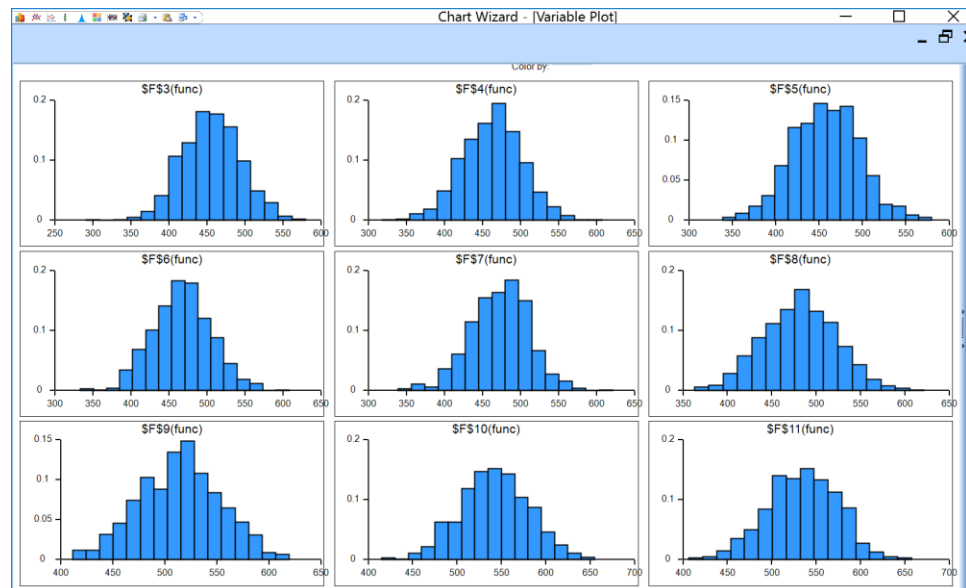 Chart Wizard - [Variable Plot]
Color by:
$F$3(func)
0.2
0.1
0
250 300 350 400 450 500 550 600
$F$4(func)
0.2
0.1
0
300 350 400 450 500 550 600 650
$F$5(func)
0.15
0.1
0.05
0
300 350 400 450 500 550 600
$F$6(func)
0.2
0.1
0
300 350 400 450 500 550 600 650
$F$7(func)
0.2
0.1
0
300 350 400 450 500 550 600 650
$F$8(func)
0.2
0.1
0
350 400 450 500 550 600 650
$F$9(func)
0.15
0.1
0.05
0
400 450 500 550 600 650
$F$10(func)
0.2
0.1
0
400 450 500 550 600 650 700
$F$11(func)
0.2
0.1
0
400 450 500 550 600 650 700